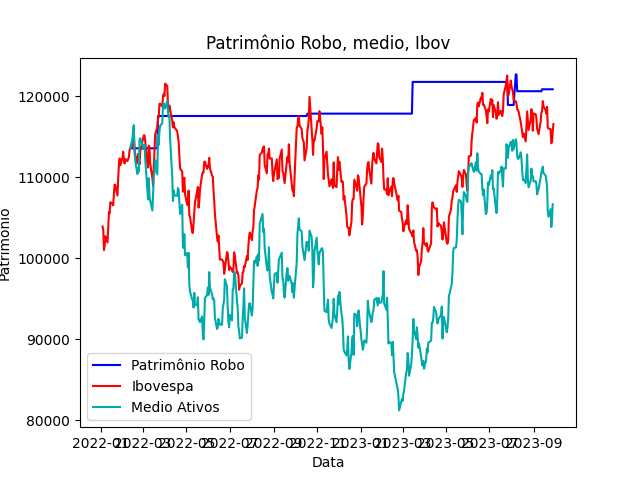 Patrimônio Robo, medio, Ibov
120000
110000
100000
90000
80000
Patrimonio
Patrimônio Robo
Ibovespa
Medio Ativos
2022-01 2022-03 2022-05 2022-07 2022-09 2022-11 2023-01 2023-03 2023-05 2023-07 2023-09
Data